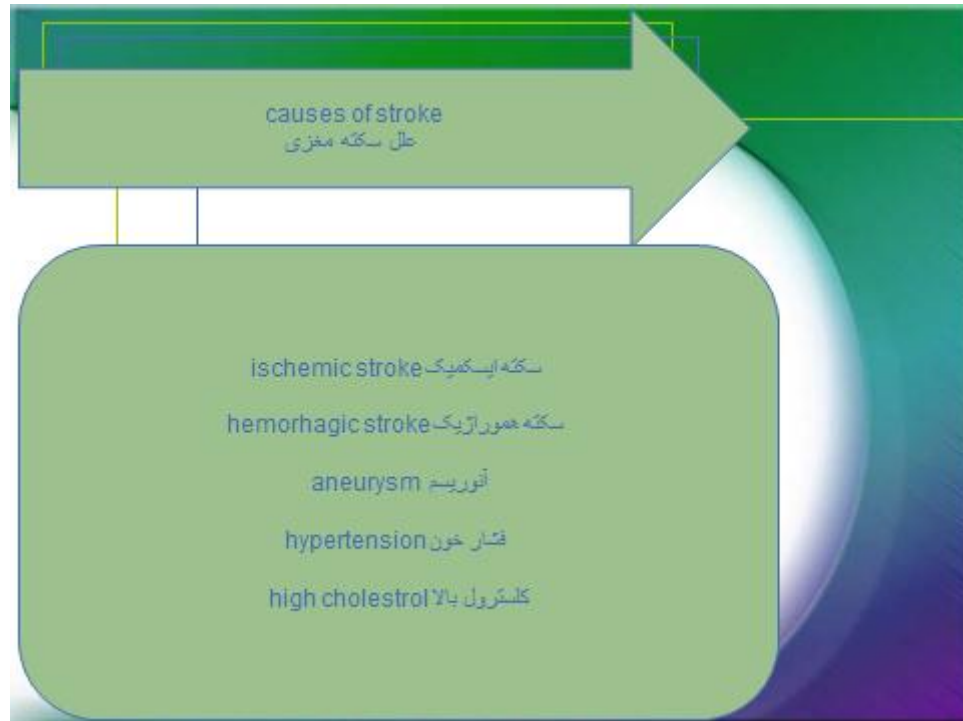 causes of stroke
علل سکته مغزی
ischemic stroke سکته ایسکمیک
hemorhagic stroke سکته هموراژیک
aneurysm آنوریسم
hypertension فشار خون
high cholestrol کلسترول بالا